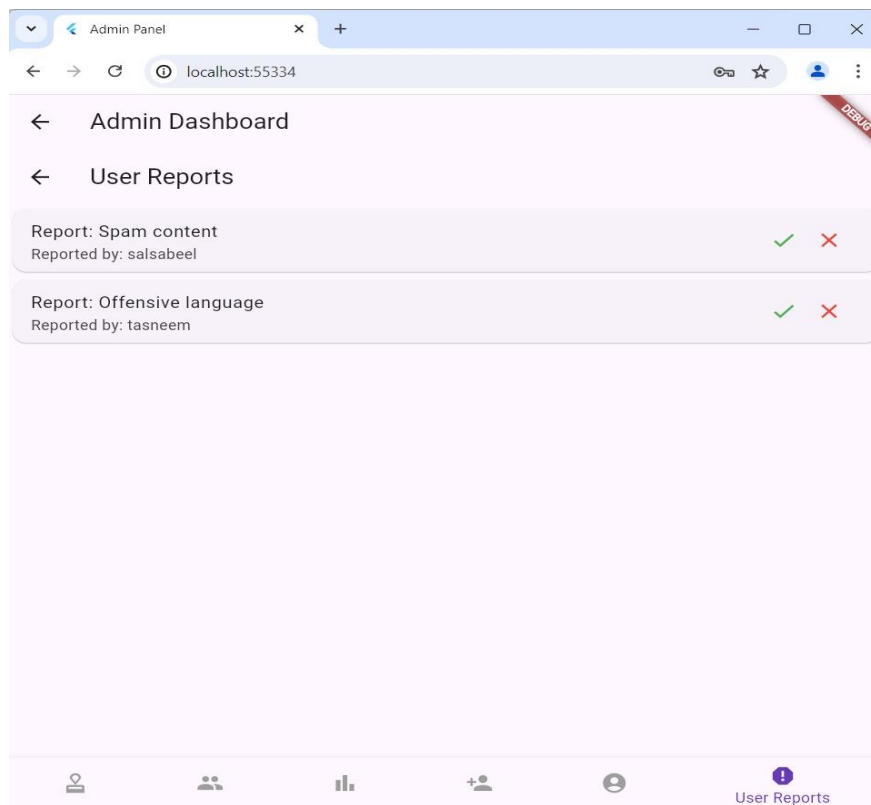 Admin Panel
localhost:55334
Admin Dashboard
DEBUG
User Reports
Report: Spam content
Reported by: salsabeel
Report: Offensive language
Reported by: tasneem
User Reports